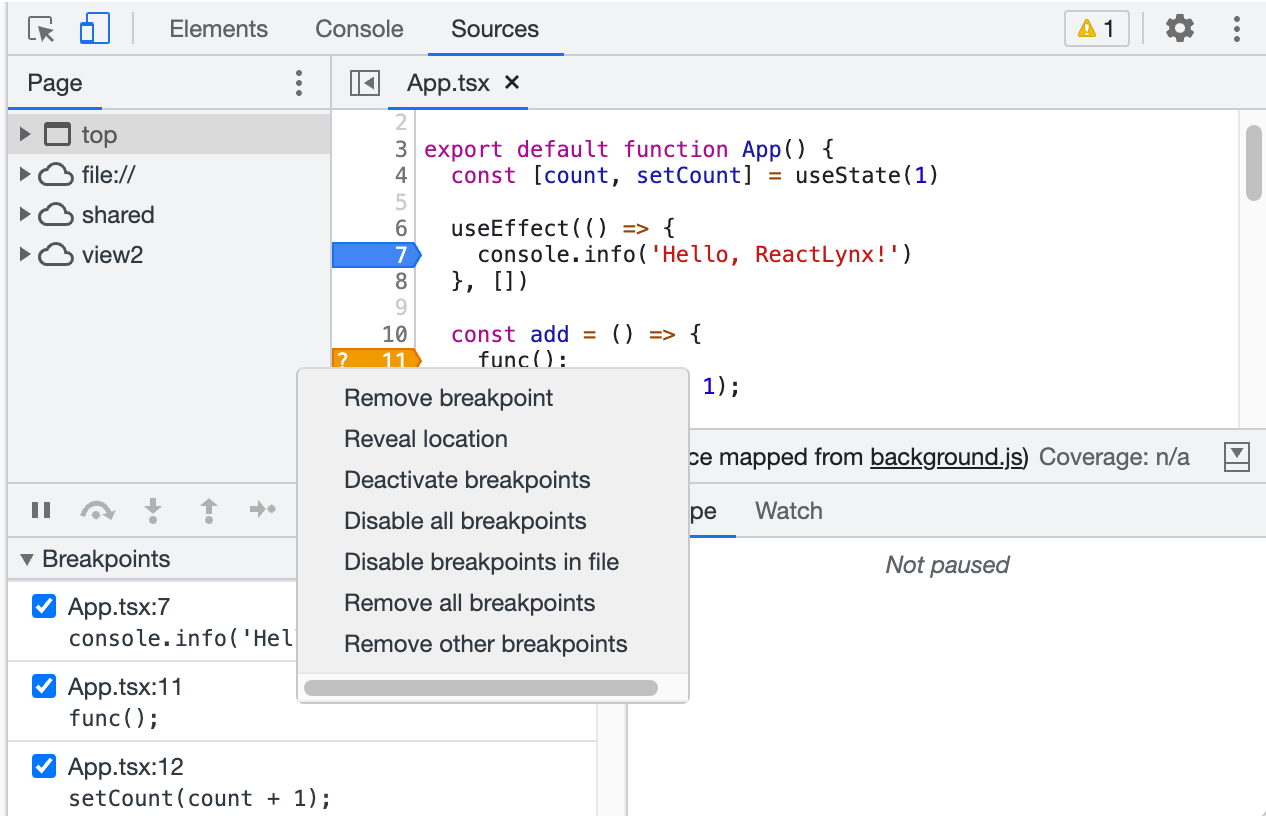 Elements Console Sources 1
Page
App.tsx ×
top
file://
shared
view2
2
3 export default function App() {
4 const [count, setCount] = useState(1)
5
6 useEffect(() => {
7 console.info('Hello, ReactLynx!')
8 }, [])
9
10 const add = () => {
? 11 func();
1);
Remove breakpoint
Reveal location
Deactivate breakpoints
Disable all breakpoints
Disable breakpoints in file
Remove all breakpoints
Remove other breakpoints
ce mapped from background.js) Coverage: n/a
pe Watch
Not paused
Breakpoints
App.tsx:7
console.info('Hel
App.tsx:11
func();
App.tsx:12
setCount(count + 1);